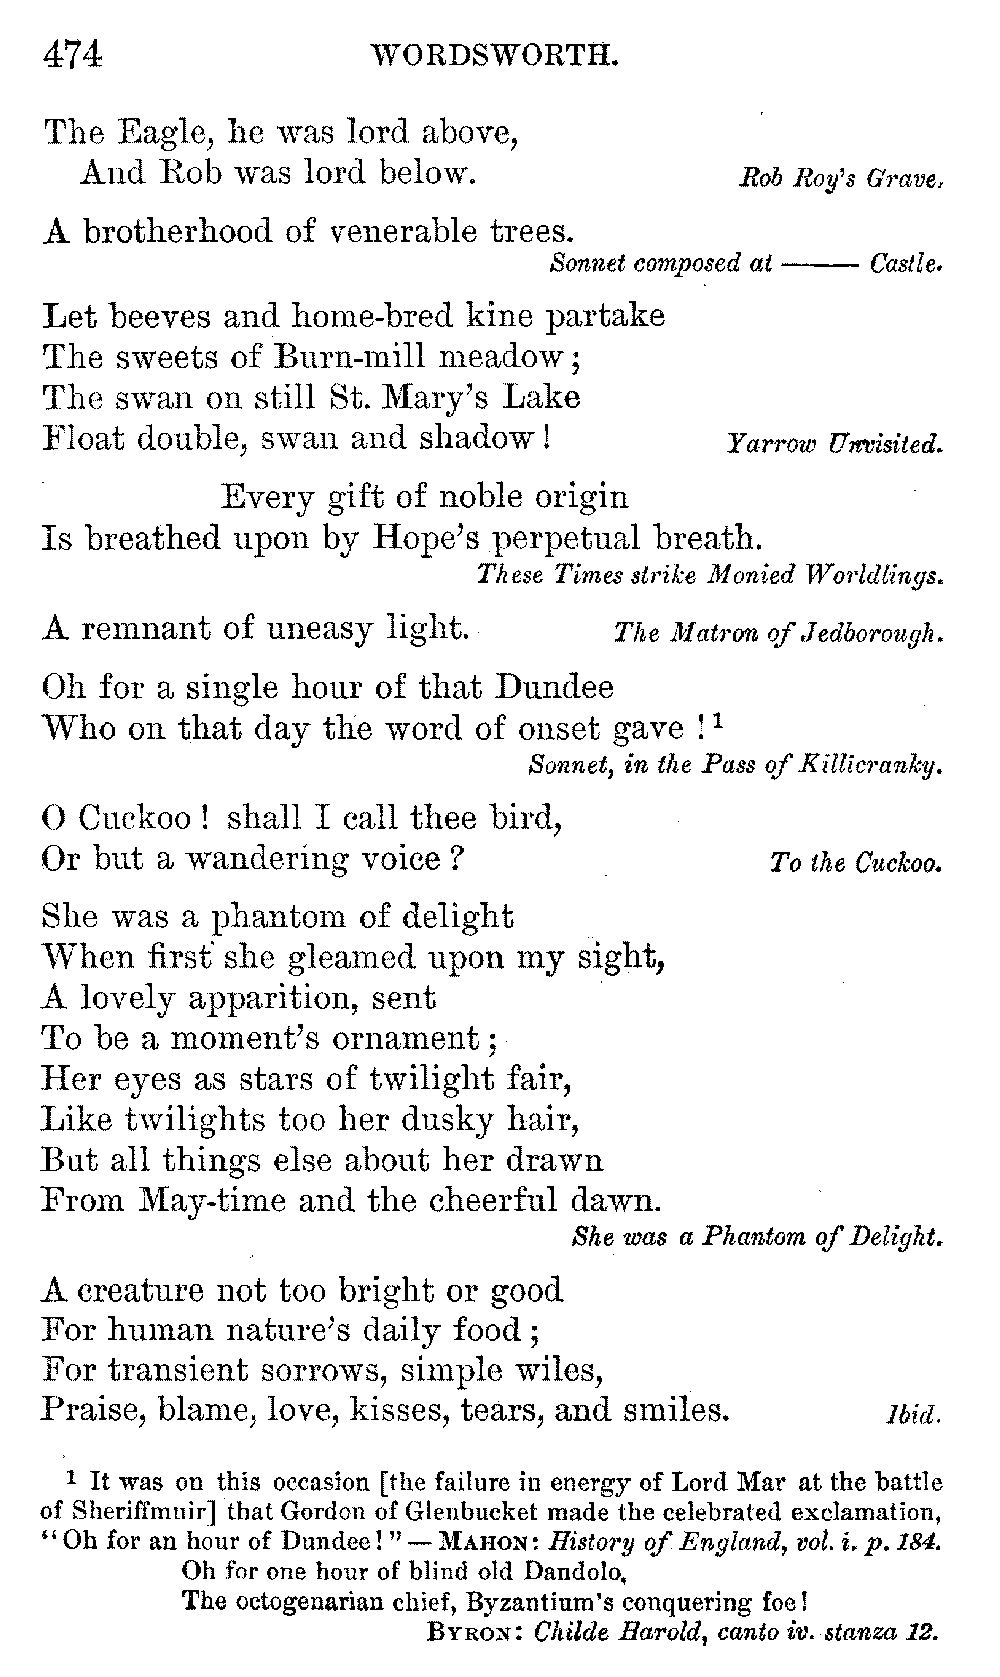 474 WORDSWORTH.
The Eagle, he was lord above,
And Rob was lord below. Rob Roy's Grave.
A brotherhood of venerable trees.
Sonnet composed at ——— Castle.
Let beeves and home-bred kine partake
The sweets of Burn-mill meadow;
The swan on still St. Mary's Lake
Float double, swan and shadow! Yarrow Unvisited.
Every gift of noble origin
Is breathed upon by Hope's perpetual breath.
These Times strike Monied Worldlings.
A remnant of uneasy light. The Matron of Jedborough.
Oh for a single hour of that Dundee
Who on that day the word of onset gave!¹
Sonnet, in the Pass of Killicranky.
O Cuckoo! shall I call thee bird,
Or but a wandering voice? To the Cuckoo.
She was a phantom of delight
When first she gleamed upon my sight,
A lovely apparition, sent
To be a moment's ornament;
Her eyes as stars of twilight fair,
Like twilights too her dusky hair,
But all things else about her drawn
From May-time and the cheerful dawn.
She was a Phantom of Delight.
A creature not too bright or good
For human nature's daily food;
For transient sorrows, simple wiles,
Praise, blame, love, kisses, tears, and smiles. Ibid.
¹ It was on this occasion [the failure in energy of Lord Mar at the battle
of Sheriffmuir] that Gordon of Glenbucket made the celebrated exclamation,
"Oh for an hour of Dundee!" — MAHON: History of England, vol. i. p. 184.
Oh for one hour of blind old Dandolo,
The octogenarian chief, Byzantium's conquering foe!
BYRON: Childe Harold, canto iv. stanza 12.